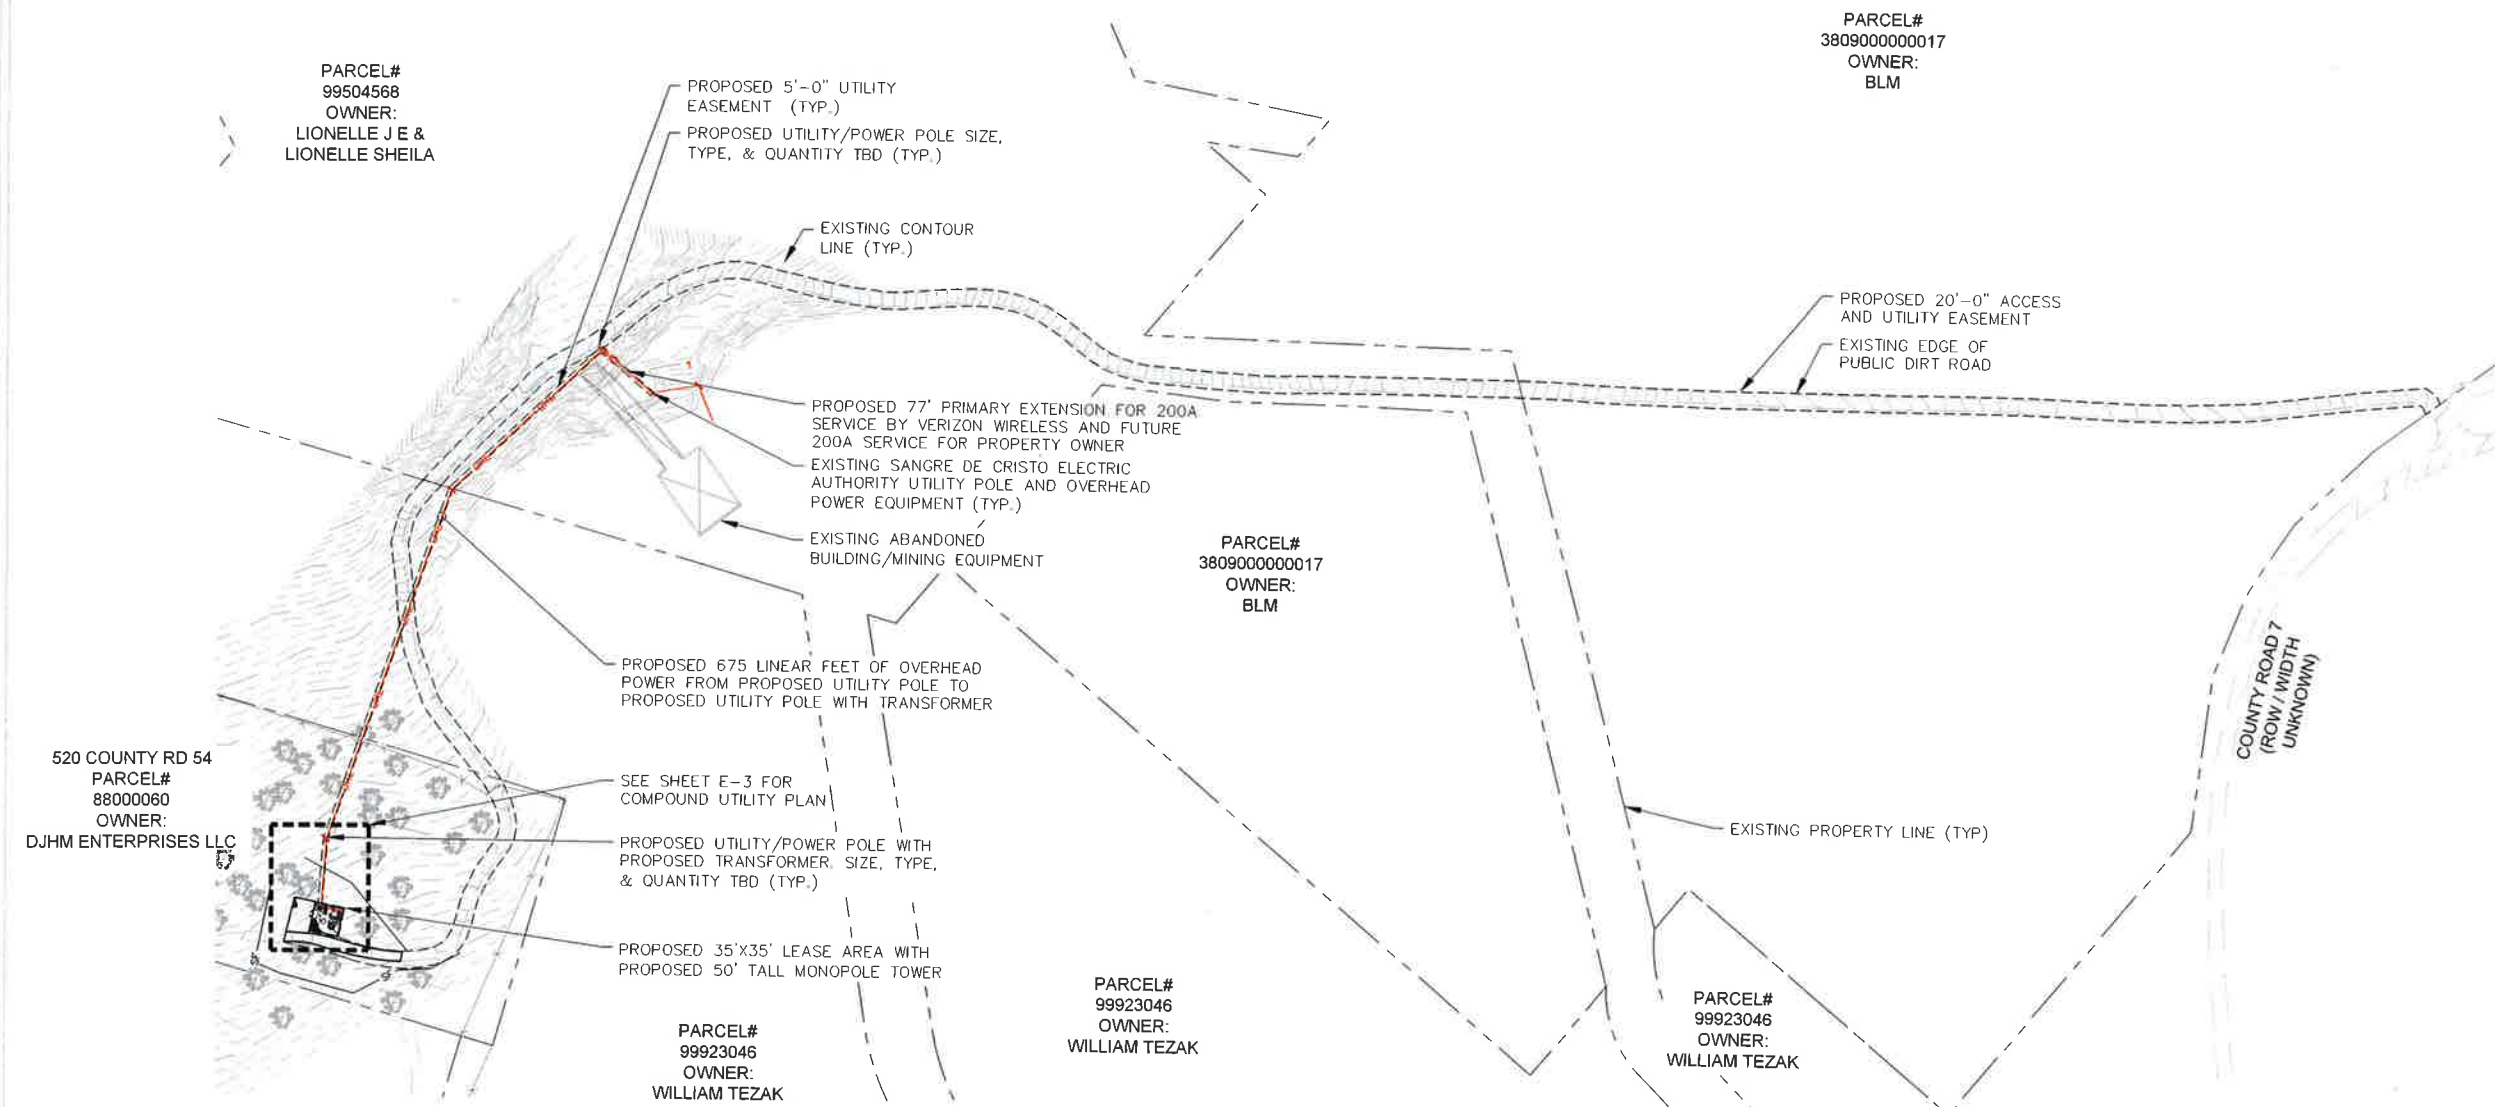 PARCEL#
3809000000017
OWNER:
BLM
PARCEL#
99504568
OWNER:
LIONELLE J E &
LIONELLE SHEILA
PROPOSED 5'-0" UTILITY
EASEMENT (TYP.)
PROPOSED UTILITY/POWER POLE SIZE,
TYPE, & QUANTITY TBD (TYP.)
EXISTING CONTOUR
LINE (TYP.)
PROPOSED 20'-0" ACCESS
AND UTILITY EASEMENT
EXISTING EDGE OF
PUBLIC DIRT ROAD
PROPOSED 77' PRIMARY EXTENSION FOR 200A
SERVICE BY VERIZON WIRELESS AND FUTURE
200A SERVICE FOR PROPERTY OWNER
EXISTING SANGRE DE CRISTO ELECTRIC
AUTHORITY UTILITY POLE AND OVERHEAD
POWER EQUIPMENT (TYP.)
EXISTING ABANDONED
BUILDING/MINING EQUIPMENT
PARCEL#
3809000000017
OWNER:
BLM
PROPOSED 675 LINEAR FEET OF OVERHEAD
POWER FROM PROPOSED UTILITY POLE TO
PROPOSED UTILITY POLE WITH TRANSFORMER
COUNTY ROAD 7
(ROW / WIDTH
UNKNOWN)
520 COUNTY RD 54
PARCEL#
88000060
OWNER:
DJHM ENTERPRISES LLC
SEE SHEET E-3 FOR
COMPOUND UTILITY PLAN
PROPOSED UTILITY/POWER POLE WITH
PROPOSED TRANSFORMER. SIZE, TYPE,
& QUANTITY TBD (TYP.)
EXISTING PROPERTY LINE (TYP)
PROPOSED 35'X35' LEASE AREA WITH
PROPOSED 50' TALL MONOPOLE TOWER
PARCEL#
99923046
OWNER:
WILLIAM TEZAK
PARCEL#
99923046
OWNER:
WILLIAM TEZAK
PARCEL#
99923046
OWNER:
WILLIAM TEZAK